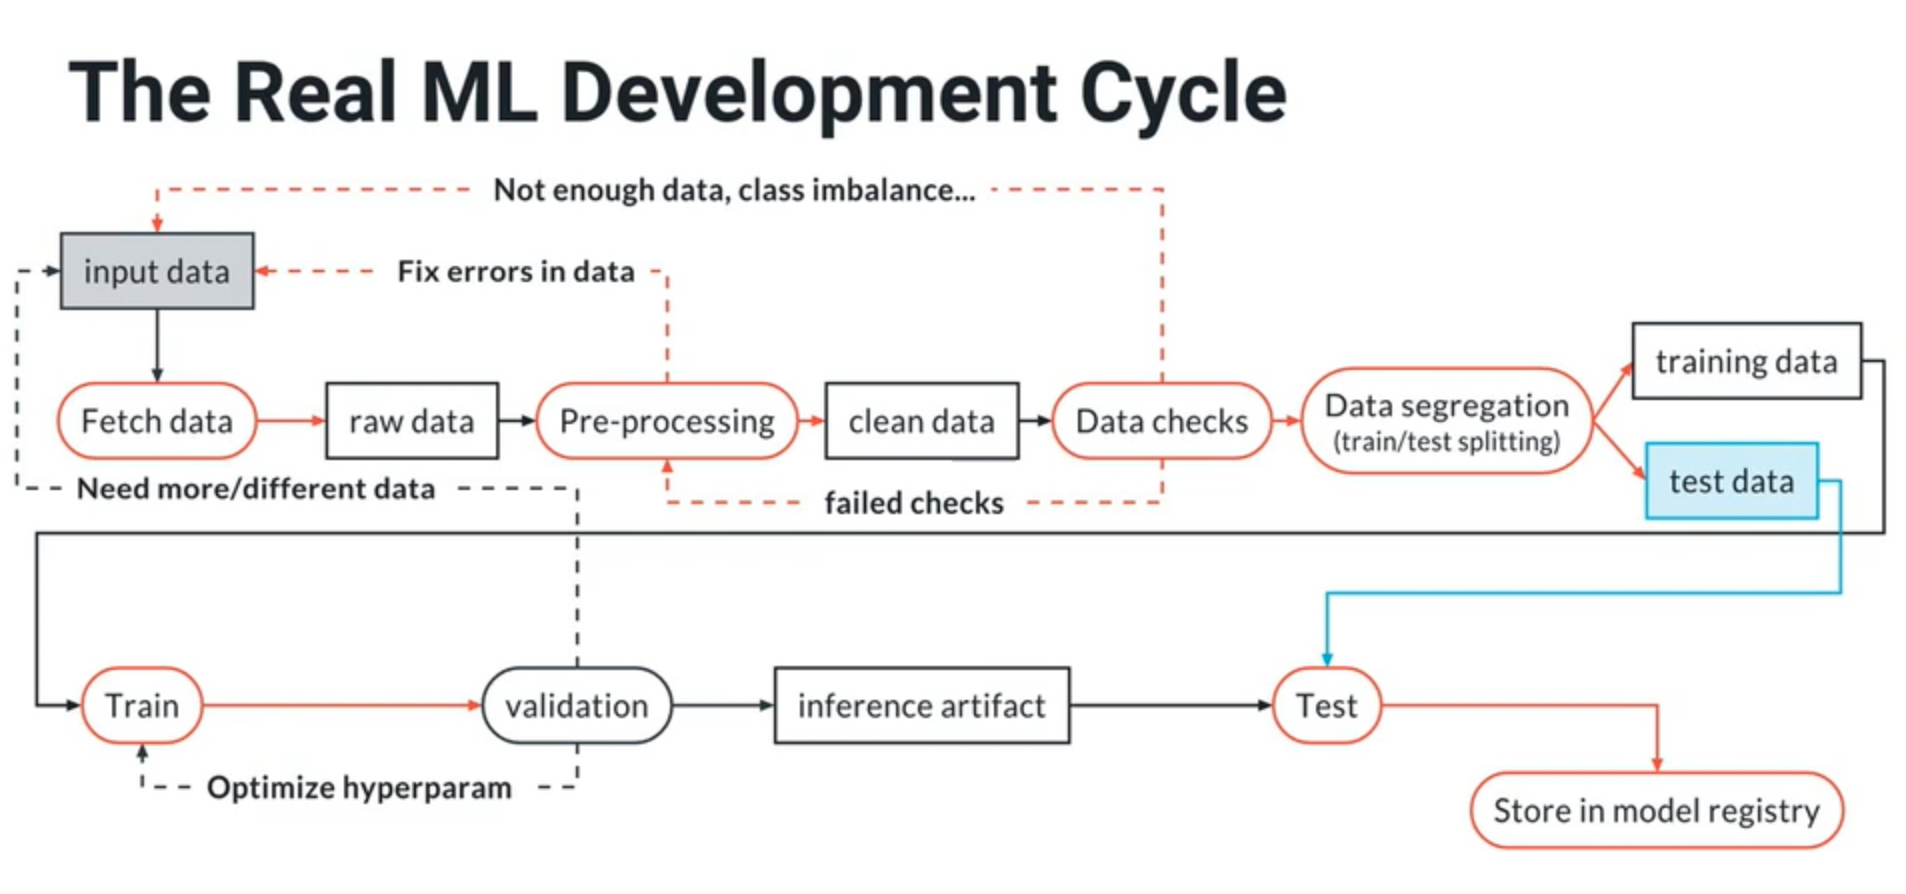 The Real ML Development Cycle
Not enough data, class imbalance...
input data
Fix errors in data
training data
Fetch data
raw data
Pre-processing
clean data
Data checks
Data segregation
(train/test splitting)
test data
Need more/different data
failed checks
Train
validation
inference artifact
Test
Optimize hyperparam
Store in model registry